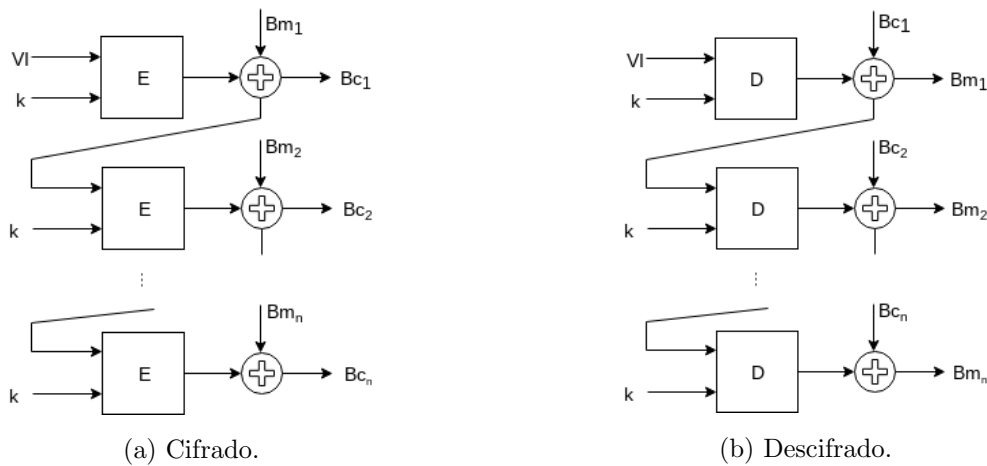 Bm₁
VI
E
Bc₁
k
Bm₂
E
Bc₂
k
⋮
Bmₙ
E
Bcₙ
k
(a) Cifrado.
Bc₁
VI
D
Bm₁
k
Bc₂
D
Bm₂
k
⋮
Bcₙ
D
Bmₙ
k
(b) Descifrado.